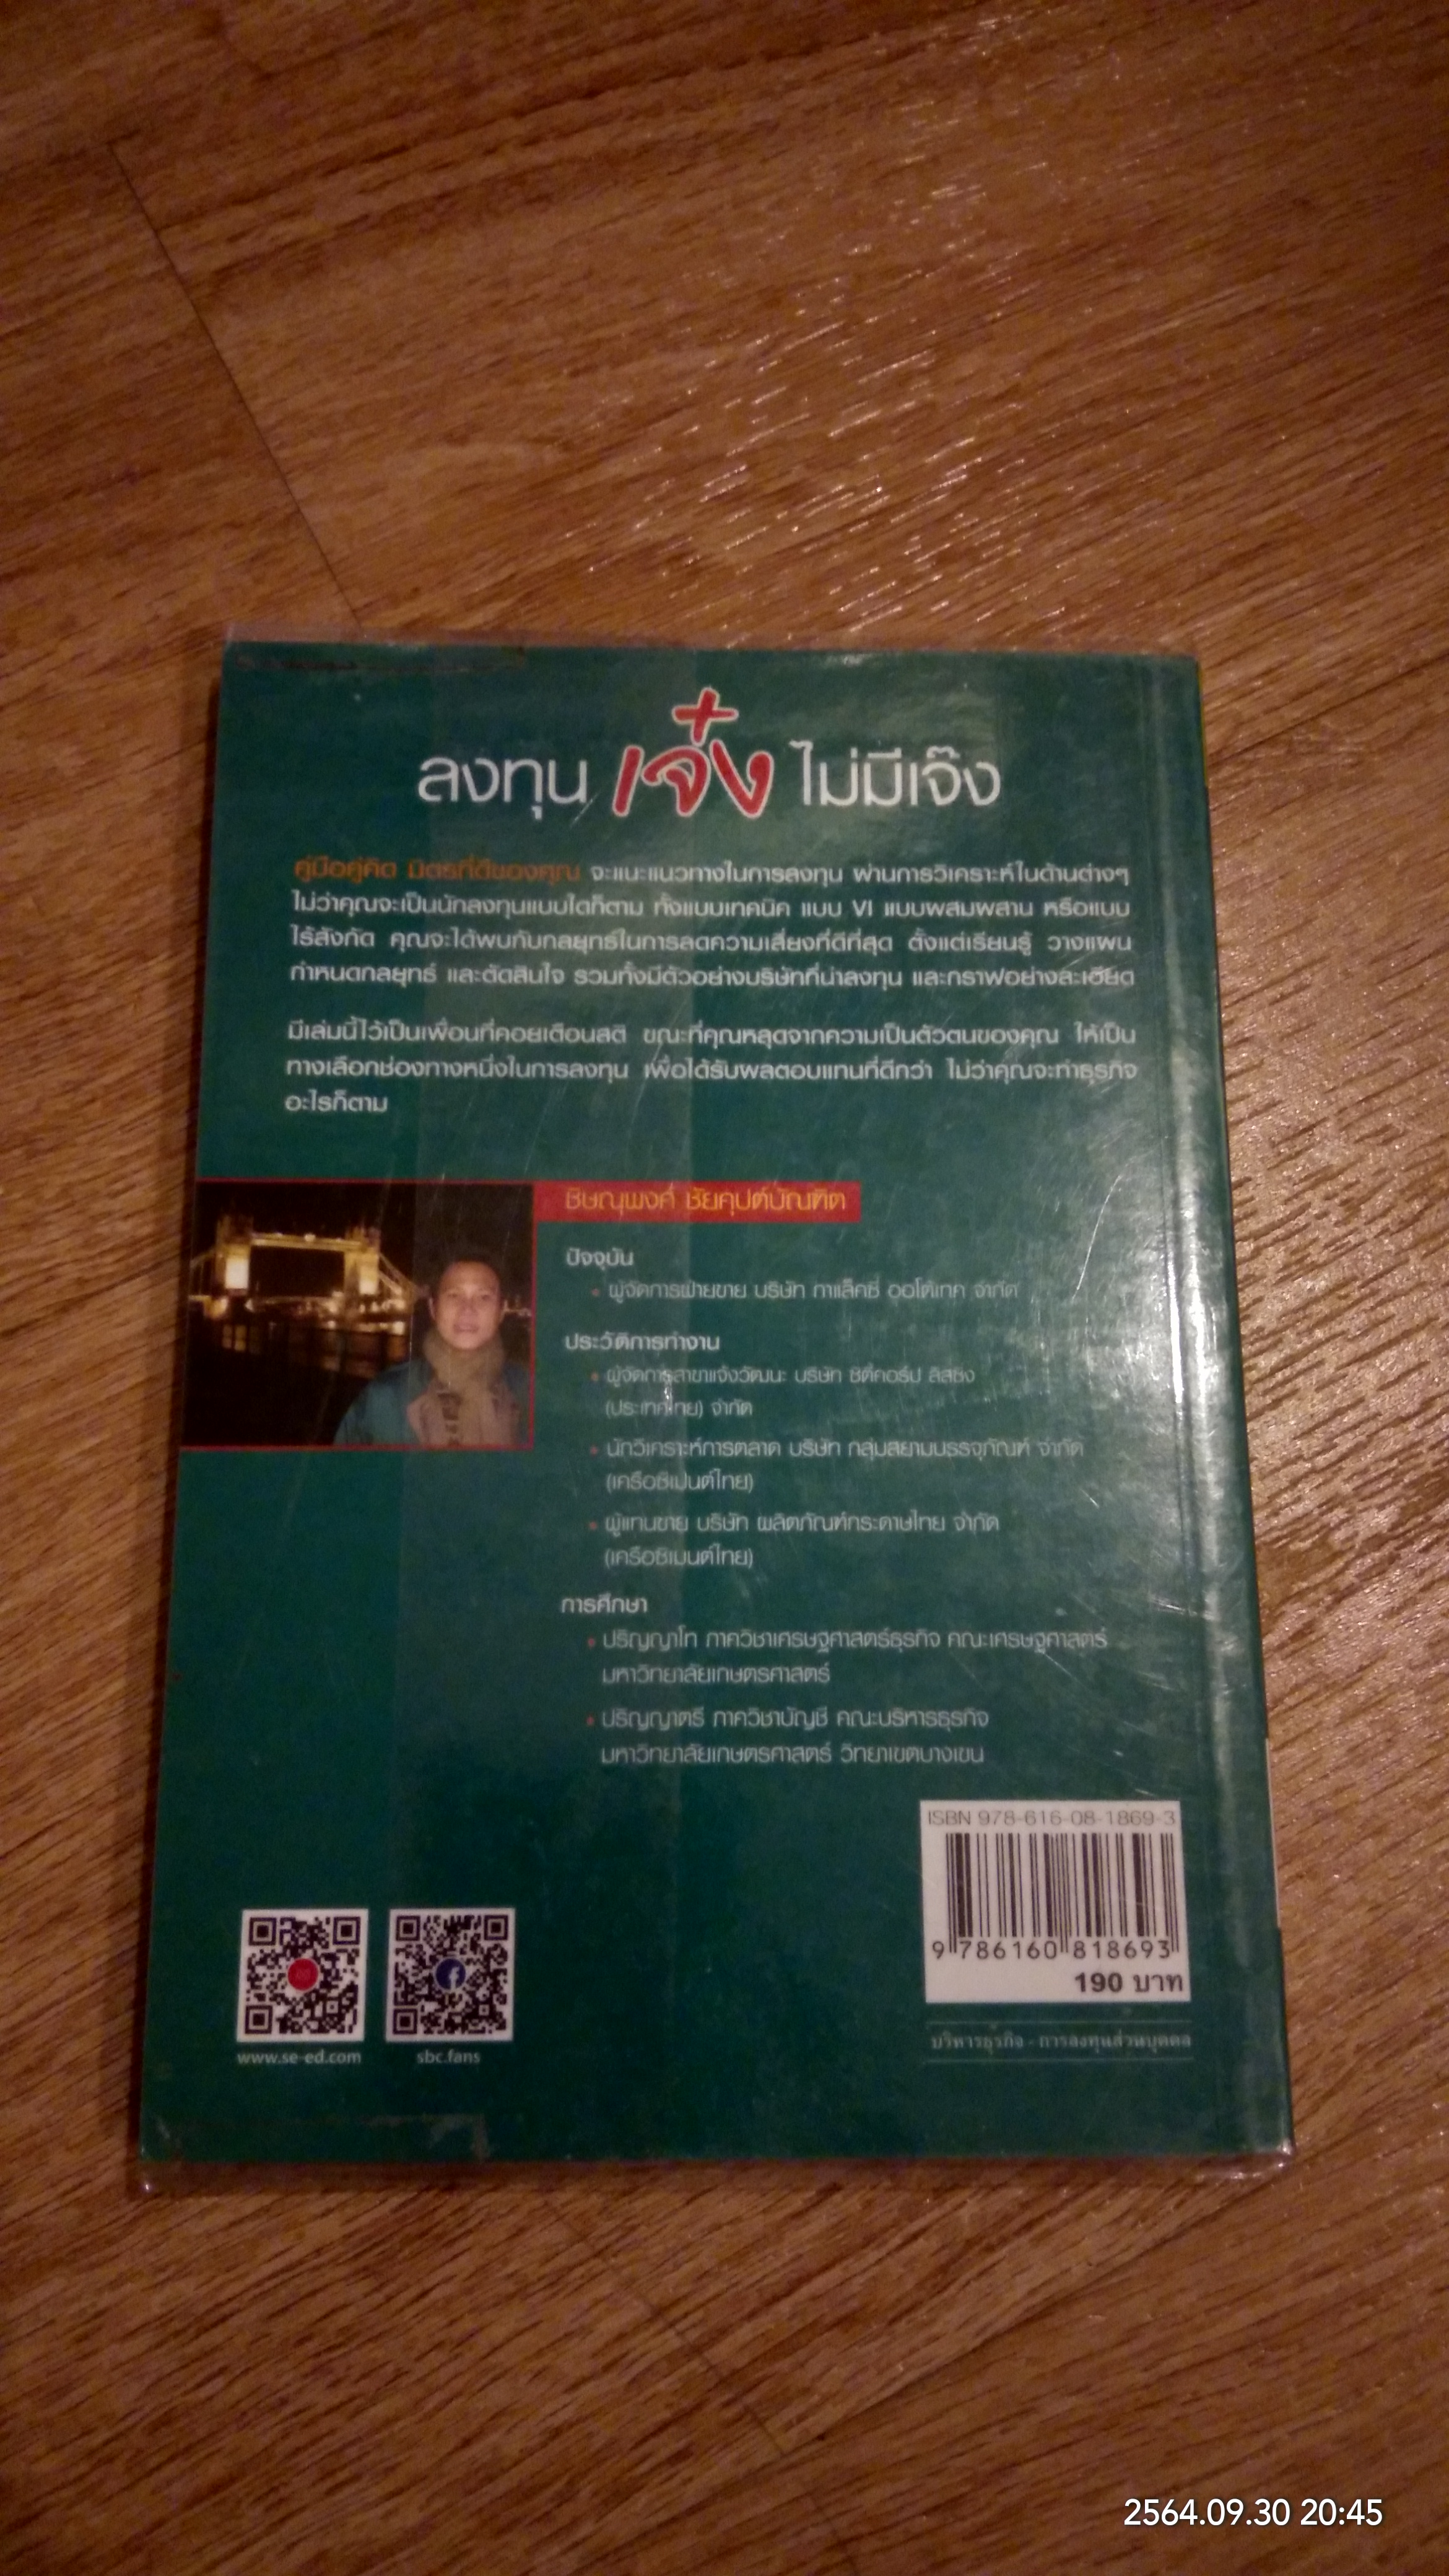 ลงทุน เจ๋ง ไม่มีเจ๊ง
คู่มือคู่คิด มิตรที่ดีของคุณ จะแนะแนวทางในการลงทุน ผ่านการวิเคราะห์ในด้านต่างๆ
ไม่ว่าคุณจะเป็นนักลงทุนแบบใดก็ตาม ทั้งแบบเทคนิค แบบ VI แบบผสมผสาน หรือแบบ
ไร้สังกัด คุณจะได้พบกับกลยุทธ์ในการลดความเสี่ยงที่ดีที่สุด ตั้งแต่เรียนรู้ วางแผน
กำหนดกลยุทธ์ และตัดสินใจ รวมทั้งมีตัวอย่างบริษัทที่น่าลงทุน และกราฟอย่างละเอียด
มีเล่มนี้ไว้เป็นเพื่อนที่คอยเตือนสติ ขณะที่คุณหลุดจากความเป็นตัวตนของคุณ ให้เป็น
ทางเลือกช่องทางหนึ่งในการลงทุน เพื่อได้รับผลตอบแทนที่ดีกว่า ไม่ว่าคุณจะทำธุรกิจ
อะไรก็ตาม
ชิษณุพงศ์ ชัยคุปต์บัณฑิต
ปัจจุบัน
• ผู้จัดการฝ่ายขาย บริษัท กาแล็คซี่ ออโต้เทค จำกัด
ประวัติการทำงาน
• ผู้จัดการสาขาแจ้งวัฒนะ บริษัท ซิตี้คอร์ป ลิสซิ่ง
(ประเทศไทย) จำกัด
• นักวิเคราะห์การตลาด บริษัท กลุ่มสยามบรรจุภัณฑ์ จำกัด
(เครือซิเมนต์ไทย)
• ผู้แทนขาย บริษัท ผลิตภัณฑ์กระดาษไทย จำกัด
(เครือซิเมนต์ไทย)
การศึกษา
• ปริญญาโท ภาควิชาเศรษฐศาสตร์ธุรกิจ คณะเศรษฐศาสตร์
มหาวิทยาลัยเกษตรศาสตร์
• ปริญญาตรี ภาควิชาบัญชี คณะบริหารธุรกิจ
มหาวิทยาลัยเกษตรศาสตร์ วิทยาเขตบางเขน
ISBN 978-616-08-1869-3
9 786160 818693
190 บาท
บริหารธุรกิจ - การลงทุนส่วนบุคคล
www.se-ed.com
sbc.fans
2564.09.30 20:45